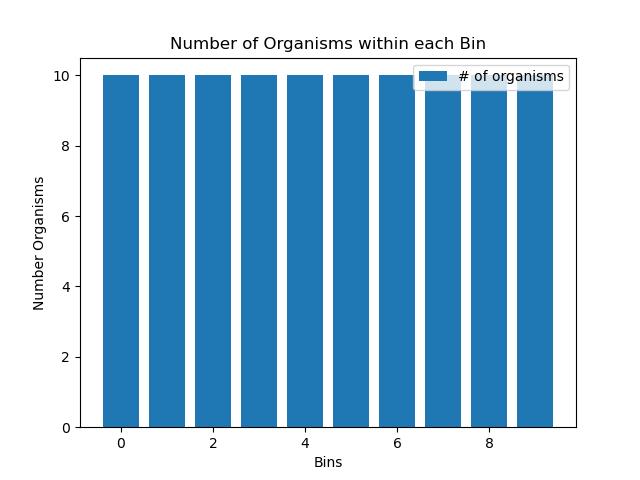 Number of Organisms within each Bin
# of organisms
10
8
6
4
2
0
Number Organisms
0 2 4 6 8
Bins